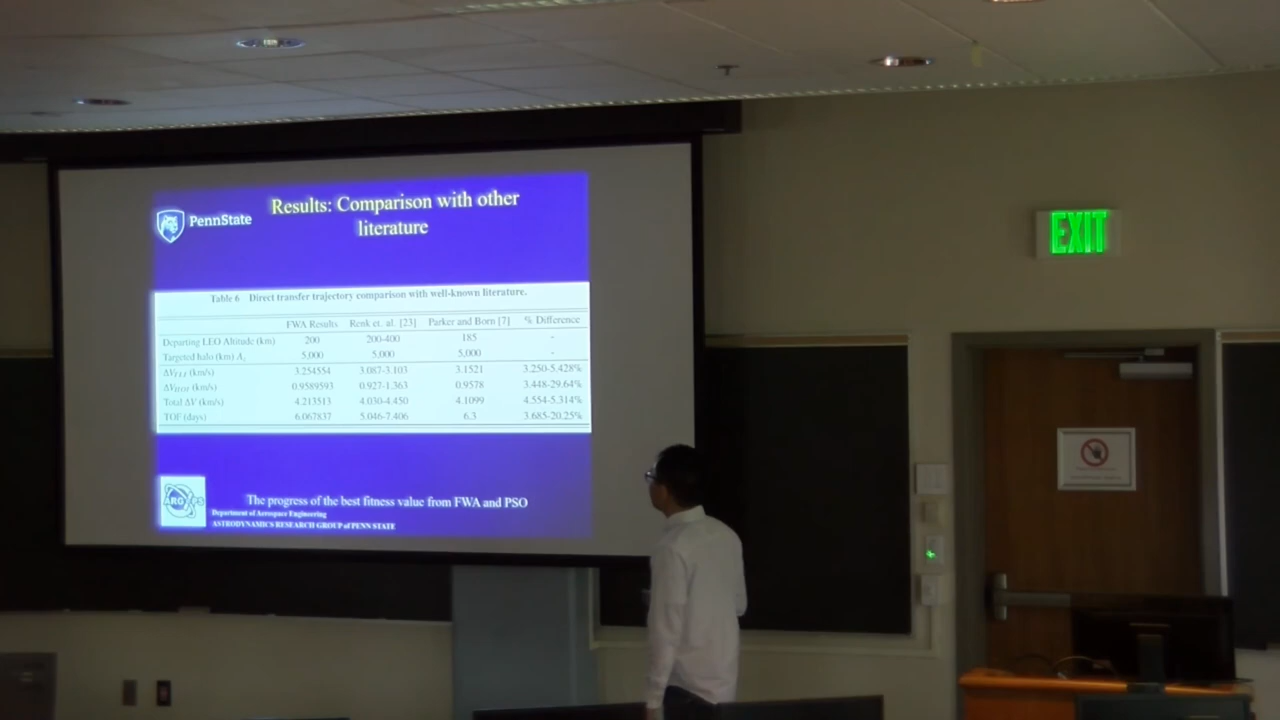 Results: Comparison with other
literature
PennState
Table 6 Direct transfer trajectory comparison with well-known literature.
FWA Results Renk et. al. [23] Parker and Born [7] % Difference
Departing LEO Altitude (km) 200 200-400 185 -
Targeted halo (km) Az 5,000 5,000 5,000 -
ΔVTLI (km/s) 3.254554 3.087-3.103 3.1521 3.250-5.428%
ΔVHOI (km/s) 0.9589593 0.927-1.363 0.9578 3.448-29.64%
Total ΔV (km/s) 4.213513 4.030-4.450 4.1099 4.554-5.314%
TOF (days) 6.067837 5.046-7.406 6.3 3.685-20.25%
The progress of the best fitness value from FWA and PSO
Department of Aerospace Engineering
ASTRODYNAMICS RESEARCH GROUP of PENN STATE
EXIT